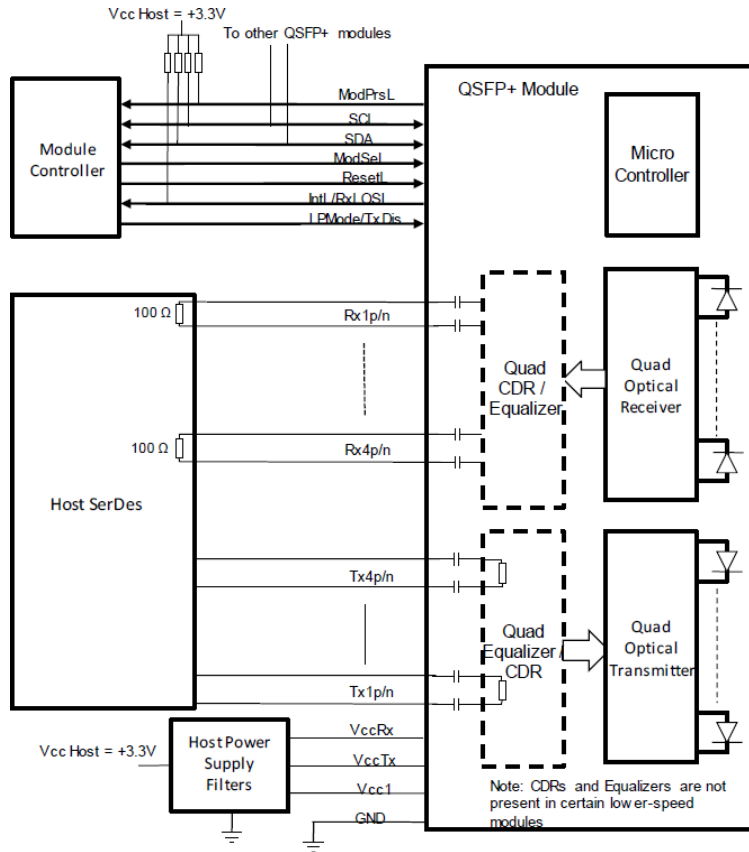 Vcc Host = +3.3V
To other QSFP+ modules
QSFP+ Module
Module
Controller
ModPrsL
SCL
SDA
ModSeL
ResetL
IntL/RxLOSL
LPMode/TxDis
Micro
Controller
Host SerDes
100 Ω
Rx1p/n
100 Ω
Rx4p/n
Quad
CDR /
Equalizer
Quad
Optical
Receiver
Tx4p/n
Tx1p/n
Quad
Equalizer /
CDR
Quad
Optical
Transmitter
Vcc Host = +3.3V
Host Power
Supply
Filters
VccRx
VccTx
Vcc1
GND
Note: CDRs and Equalizers are not
present in certain lower-speed
modules